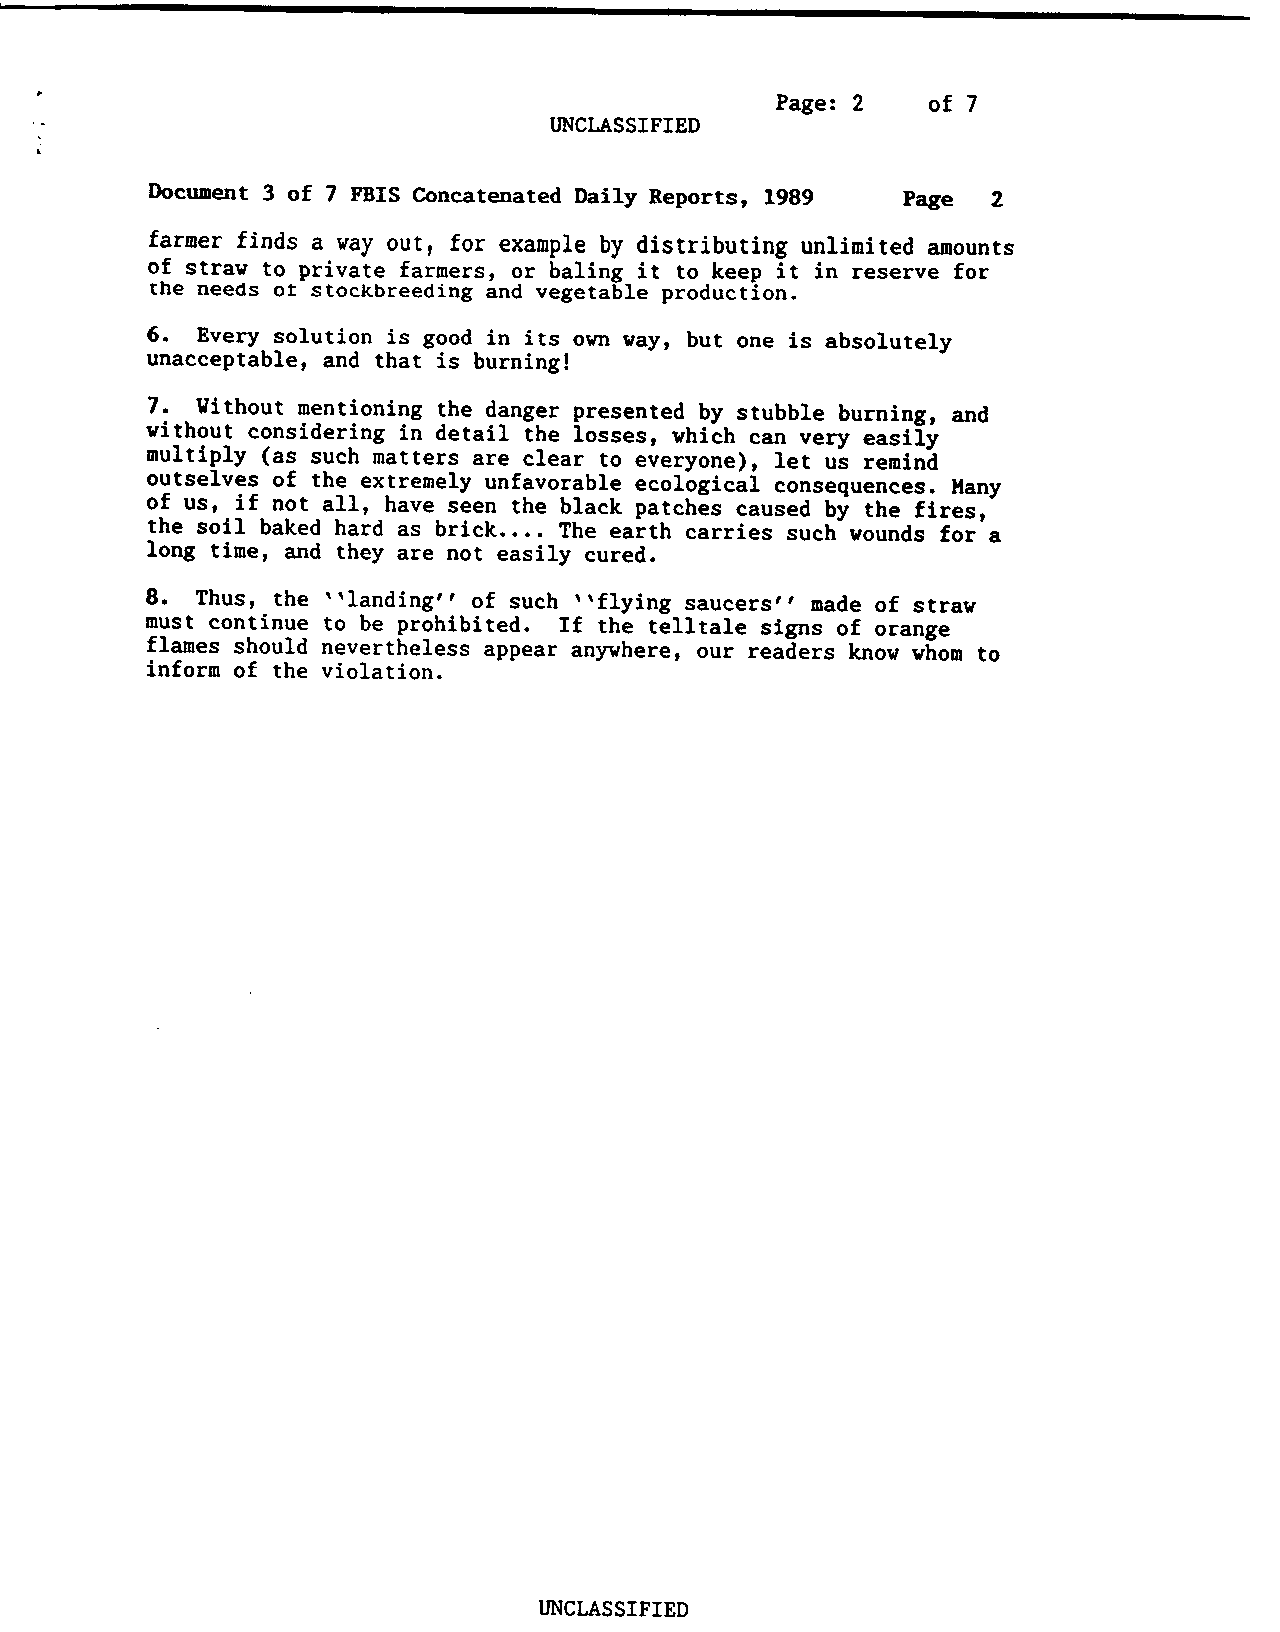 Page: 2 of 7
UNCLASSIFIED
Document 3 of 7 FBIS Concatenated Daily Reports, 1989 Page 2
farmer finds a way out, for example by distributing unlimited amounts
of straw to private farmers, or baling it to keep it in reserve for
the needs of stockbreeding and vegetable production.
6. Every solution is good in its own way, but one is absolutely
unacceptable, and that is burning!
7. Without mentioning the danger presented by stubble burning, and
without considering in detail the losses, which can very easily
multiply (as such matters are clear to everyone), let us remind
outselves of the extremely unfavorable ecological consequences. Many
of us, if not all, have seen the black patches caused by the fires,
the soil baked hard as brick.... The earth carries such wounds for a
long time, and they are not easily cured.
8. Thus, the ``landing'' of such ``flying saucers'' made of straw
must continue to be prohibited. If the telltale signs of orange
flames should nevertheless appear anywhere, our readers know whom to
inform of the violation.
UNCLASSIFIED